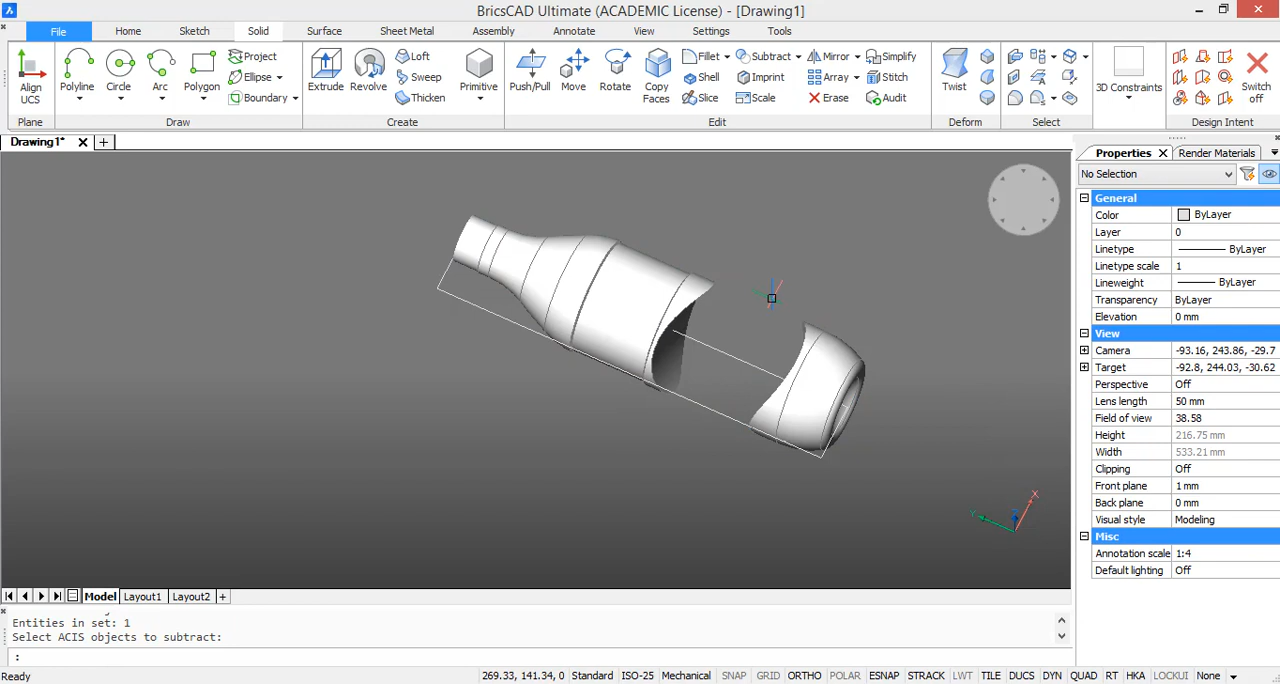 BricsCAD Ultimate (ACADEMIC License) - [Drawing1]
File Home Sketch Solid Surface Sheet Metal Assembly Annotate View Settings Tools
Align UCS
Plane
Polyline Circle Arc Polygon
Project
Ellipse
Boundary
Draw
Extrude Revolve
Loft
Sweep
Thicken
Create
Primitive
Push/Pull Move Rotate Copy Faces
Fillet Subtract Mirror Simplify
Shell Imprint Array Stitch
Slice Scale Erase Audit
Edit
Twist
Deform
Select
3D Constraints
Switch off
Design Intent
Drawing1*
Properties Render Materials
No Selection
General
Color ByLayer
Layer 0
Linetype ByLayer
Linetype scale 1
Lineweight ByLayer
Transparency ByLayer
Elevation 0 mm
View
Camera -93.16, 243.86, -29.7
Target -92.8, 244.03, -30.62
Perspective Off
Lens length 50 mm
Field of view 38.58
Height 216.75 mm
Width 533.21 mm
Clipping Off
Front plane 1 mm
Back plane 0 mm
Visual style Modeling
Misc
Annotation scale 1:4
Default lighting Off
X
Y
Z
Model Layout1 Layout2 +
Entities in set: 1
Select ACIS objects to subtract:
:
Ready 269.33, 141.34, 0 Standard ISO-25 Mechanical SNAP GRID ORTHO POLAR ESNAP STRACK LWT TILE DUCS DYN QUAD RT HKA LOCKUI None